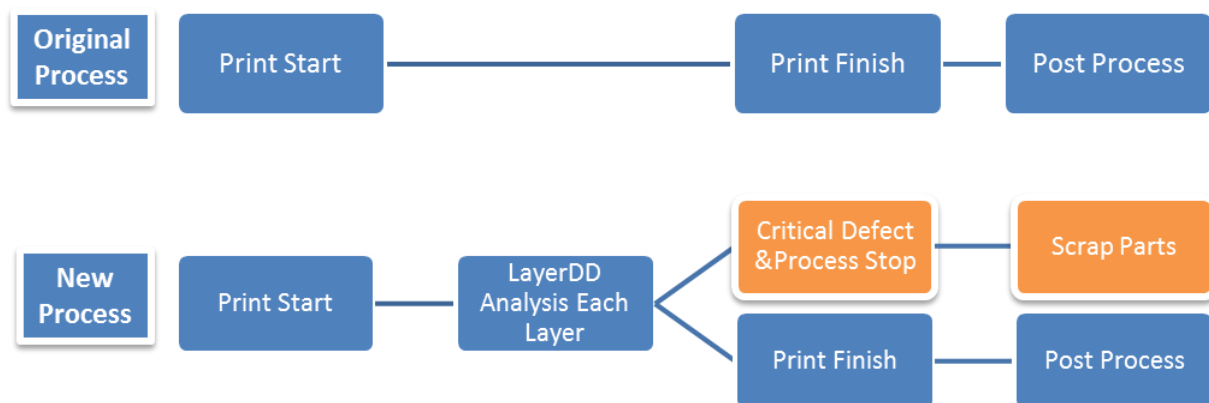 Original
Process
Print Start
Print Finish
Post Process
New
Process
Print Start
LayerDD
Analysis Each
Layer
Critical Defect
&Process Stop
Scrap Parts
Print Finish
Post Process